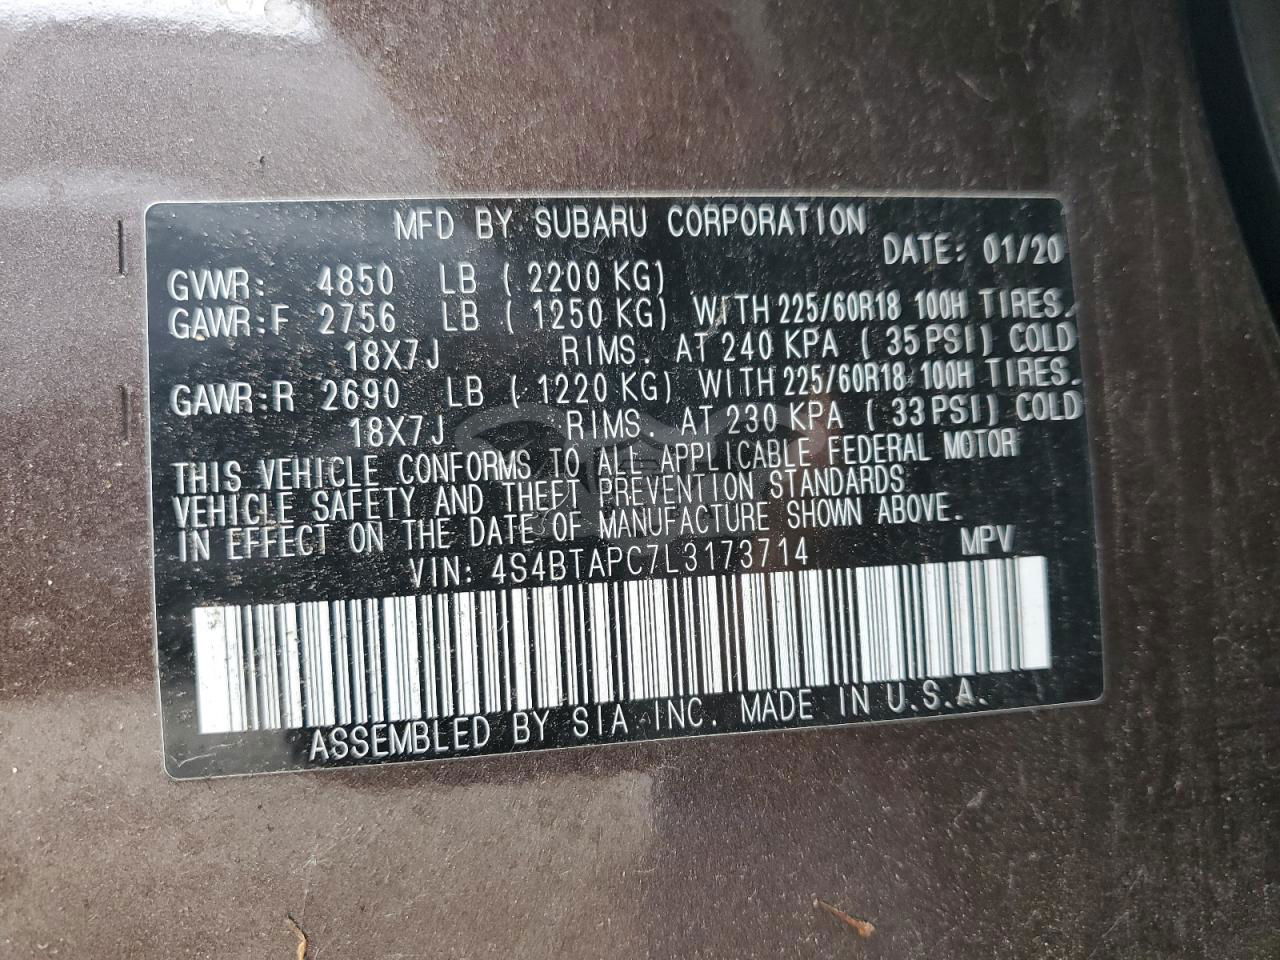 MFD BY SUBARU CORPORATION
DATE: 01/20
GVWR: 4850 LB ( 2200 KG)
GAWR:F 2756 LB ( 1250 KG) WITH 225/60R18 100H TIRES.
18X7J RIMS. AT 240 KPA ( 35 PSI) COLD
GAWR:R 2690 LB ( 1220 KG) WITH 225/60R18 100H TIRES.
18X7J RIMS. AT 230 KPA ( 33 PSI) COLD
THIS VEHICLE CONFORMS TO ALL APPLICABLE FEDERAL MOTOR
VEHICLE SAFETY AND THEFT PREVENTION STANDARDS
IN EFFECT ON THE DATE OF MANUFACTURE SHOWN ABOVE.
VIN: 4S4BTAPC7L3173714 MPV
ASSEMBLED BY SIA INC. MADE IN U.S.A.